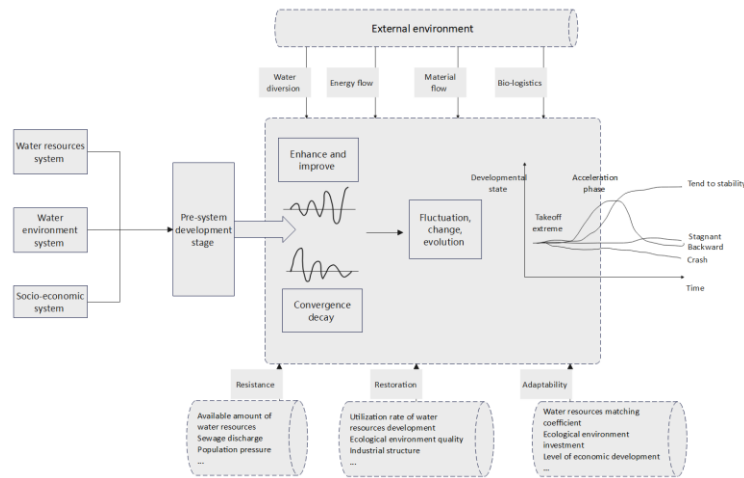 External environment
Water
diversion
Energy flow
Material
flow
Bio-logistics
Water resources
system
Water
environment
system
Socio-economic
system
Pre-system
development
stage
Enhance and
improve
Convergence
decay
Fluctuation,
change,
evolution
Developmental
state
Acceleration
phase
Takeoff
extreme
Tend to stability
Stagnant
Backward
Crash
Time
Resistance
Restoration
Adaptability
Available amount of
water resources
Sewage discharge
Population pressure
...
Utilization rate of water
resources development
Ecological environment quality
Industrial structure
...
Water resources matching
coefficient
Ecological environment
investment
Level of economic development
...